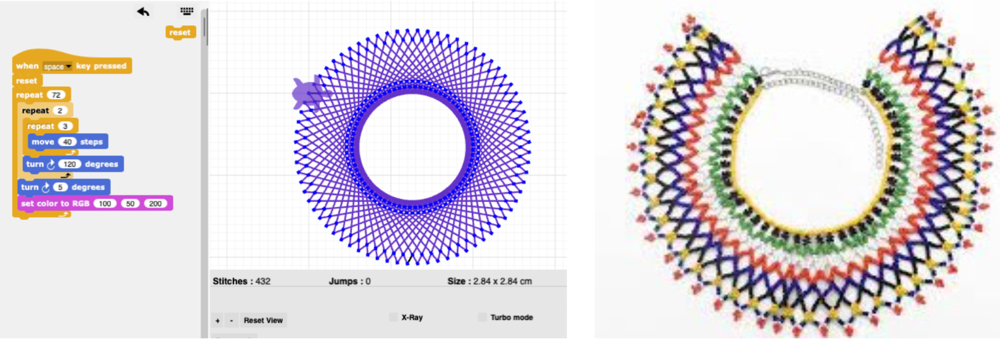 reset
when space key pressed
reset
repeat 72
repeat 2
repeat 3
move 40 steps
turn 120 degrees
turn 5 degrees
set color to RGB 100 50 200
Stitches : 432 Jumps : 0 Size : 2.84 x 2.84 cm
+ - Reset View X-Ray Turbo mode